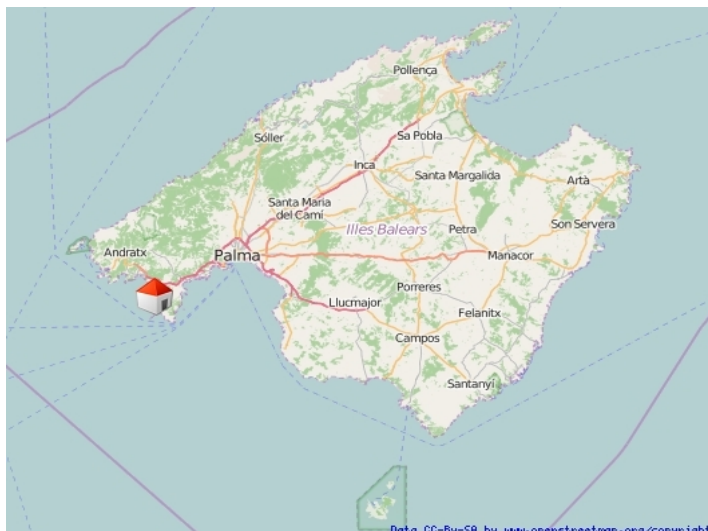 Pollença
Sa Pobla
Sóller
Inca
Santa Margalida
Artà
Santa Maria
del Camí
Illes Balears
Petra
Son Servera
Andratx
Palma
Manacor
Porreres
Llucmajor
Felanitx
Campos
Santanyí
Data CC-By-SA by www.openstreetmap.org/copyright